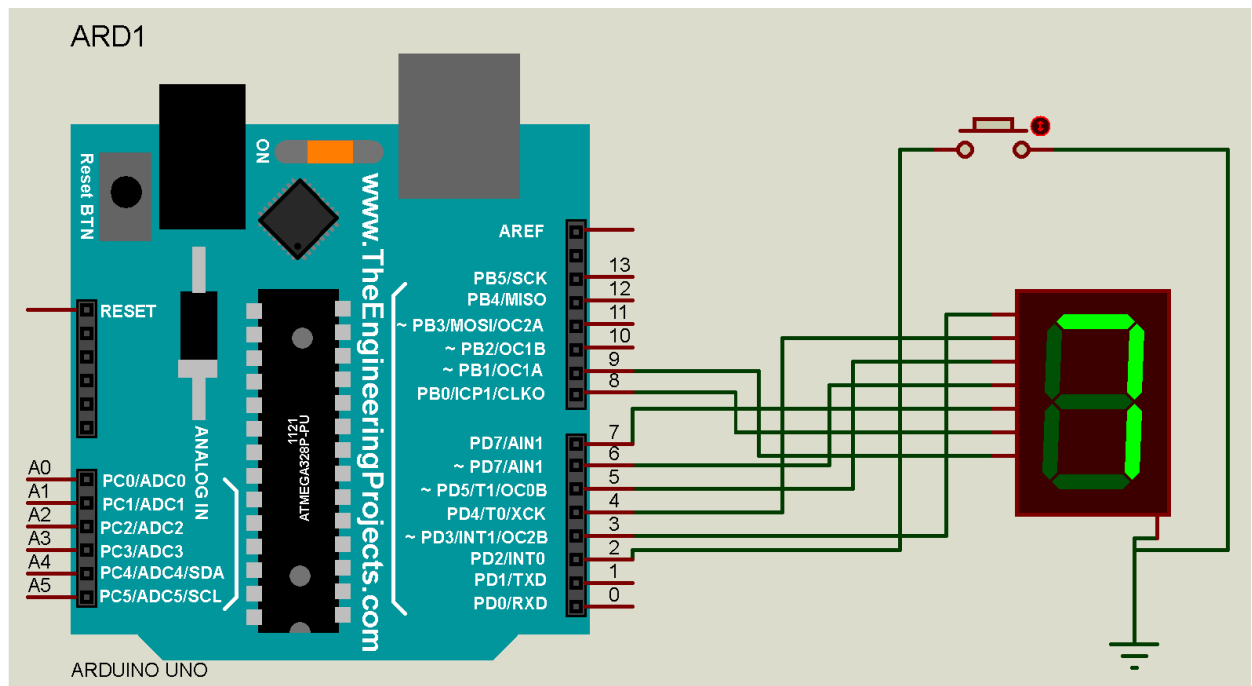 ARD1
Reset BTN
ON
www.TheEngineeringProjects.com
AREF
PB5/SCK 13
PB4/MISO 12
~ PB3/MOSI/OC2A 11
~ PB2/OC1B 10
~ PB1/OC1A 9
PB0/ICP1/CLKO 8
RESET
1121
ATMEGA328P-PU
ANALOG IN
PD7/AIN1 7
~ PD7/AIN1 6
~ PD5/T1/OC0B 5
PD4/T0/XCK 4
~ PD3/INT1/OC2B 3
PD2/INT0 2
PD1/TXD 1
PD0/RXD 0
A0 PC0/ADC0
A1 PC1/ADC1
A2 PC2/ADC2
A3 PC3/ADC3
A4 PC4/ADC4/SDA
A5 PC5/ADC5/SCL
7
ARDUINO UNO